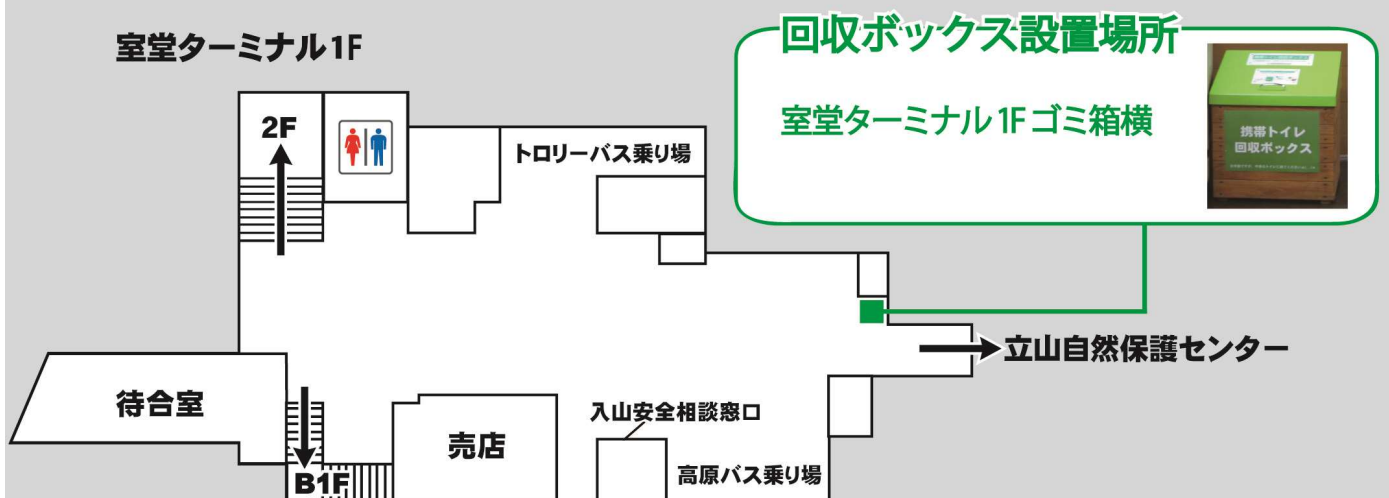 室堂ターミナル1F
回収ボックス設置場所
室堂ターミナル1Fゴミ箱横
携帯トイレ
回収ボックス
2F
トロリーバス乗り場
立山自然保護センター
待合室
売店
入山安全相談窓口
高原バス乗り場
B1F